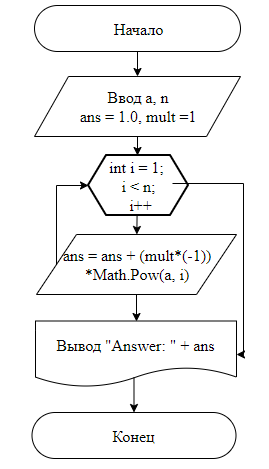 Начало
Ввод a, n
ans = 1.0, mult =1
int i = 1;
i < n;
i++
ans = ans + (mult*(-1))
*Math.Pow(a, i)
Вывод "Answer: " + ans
Конец